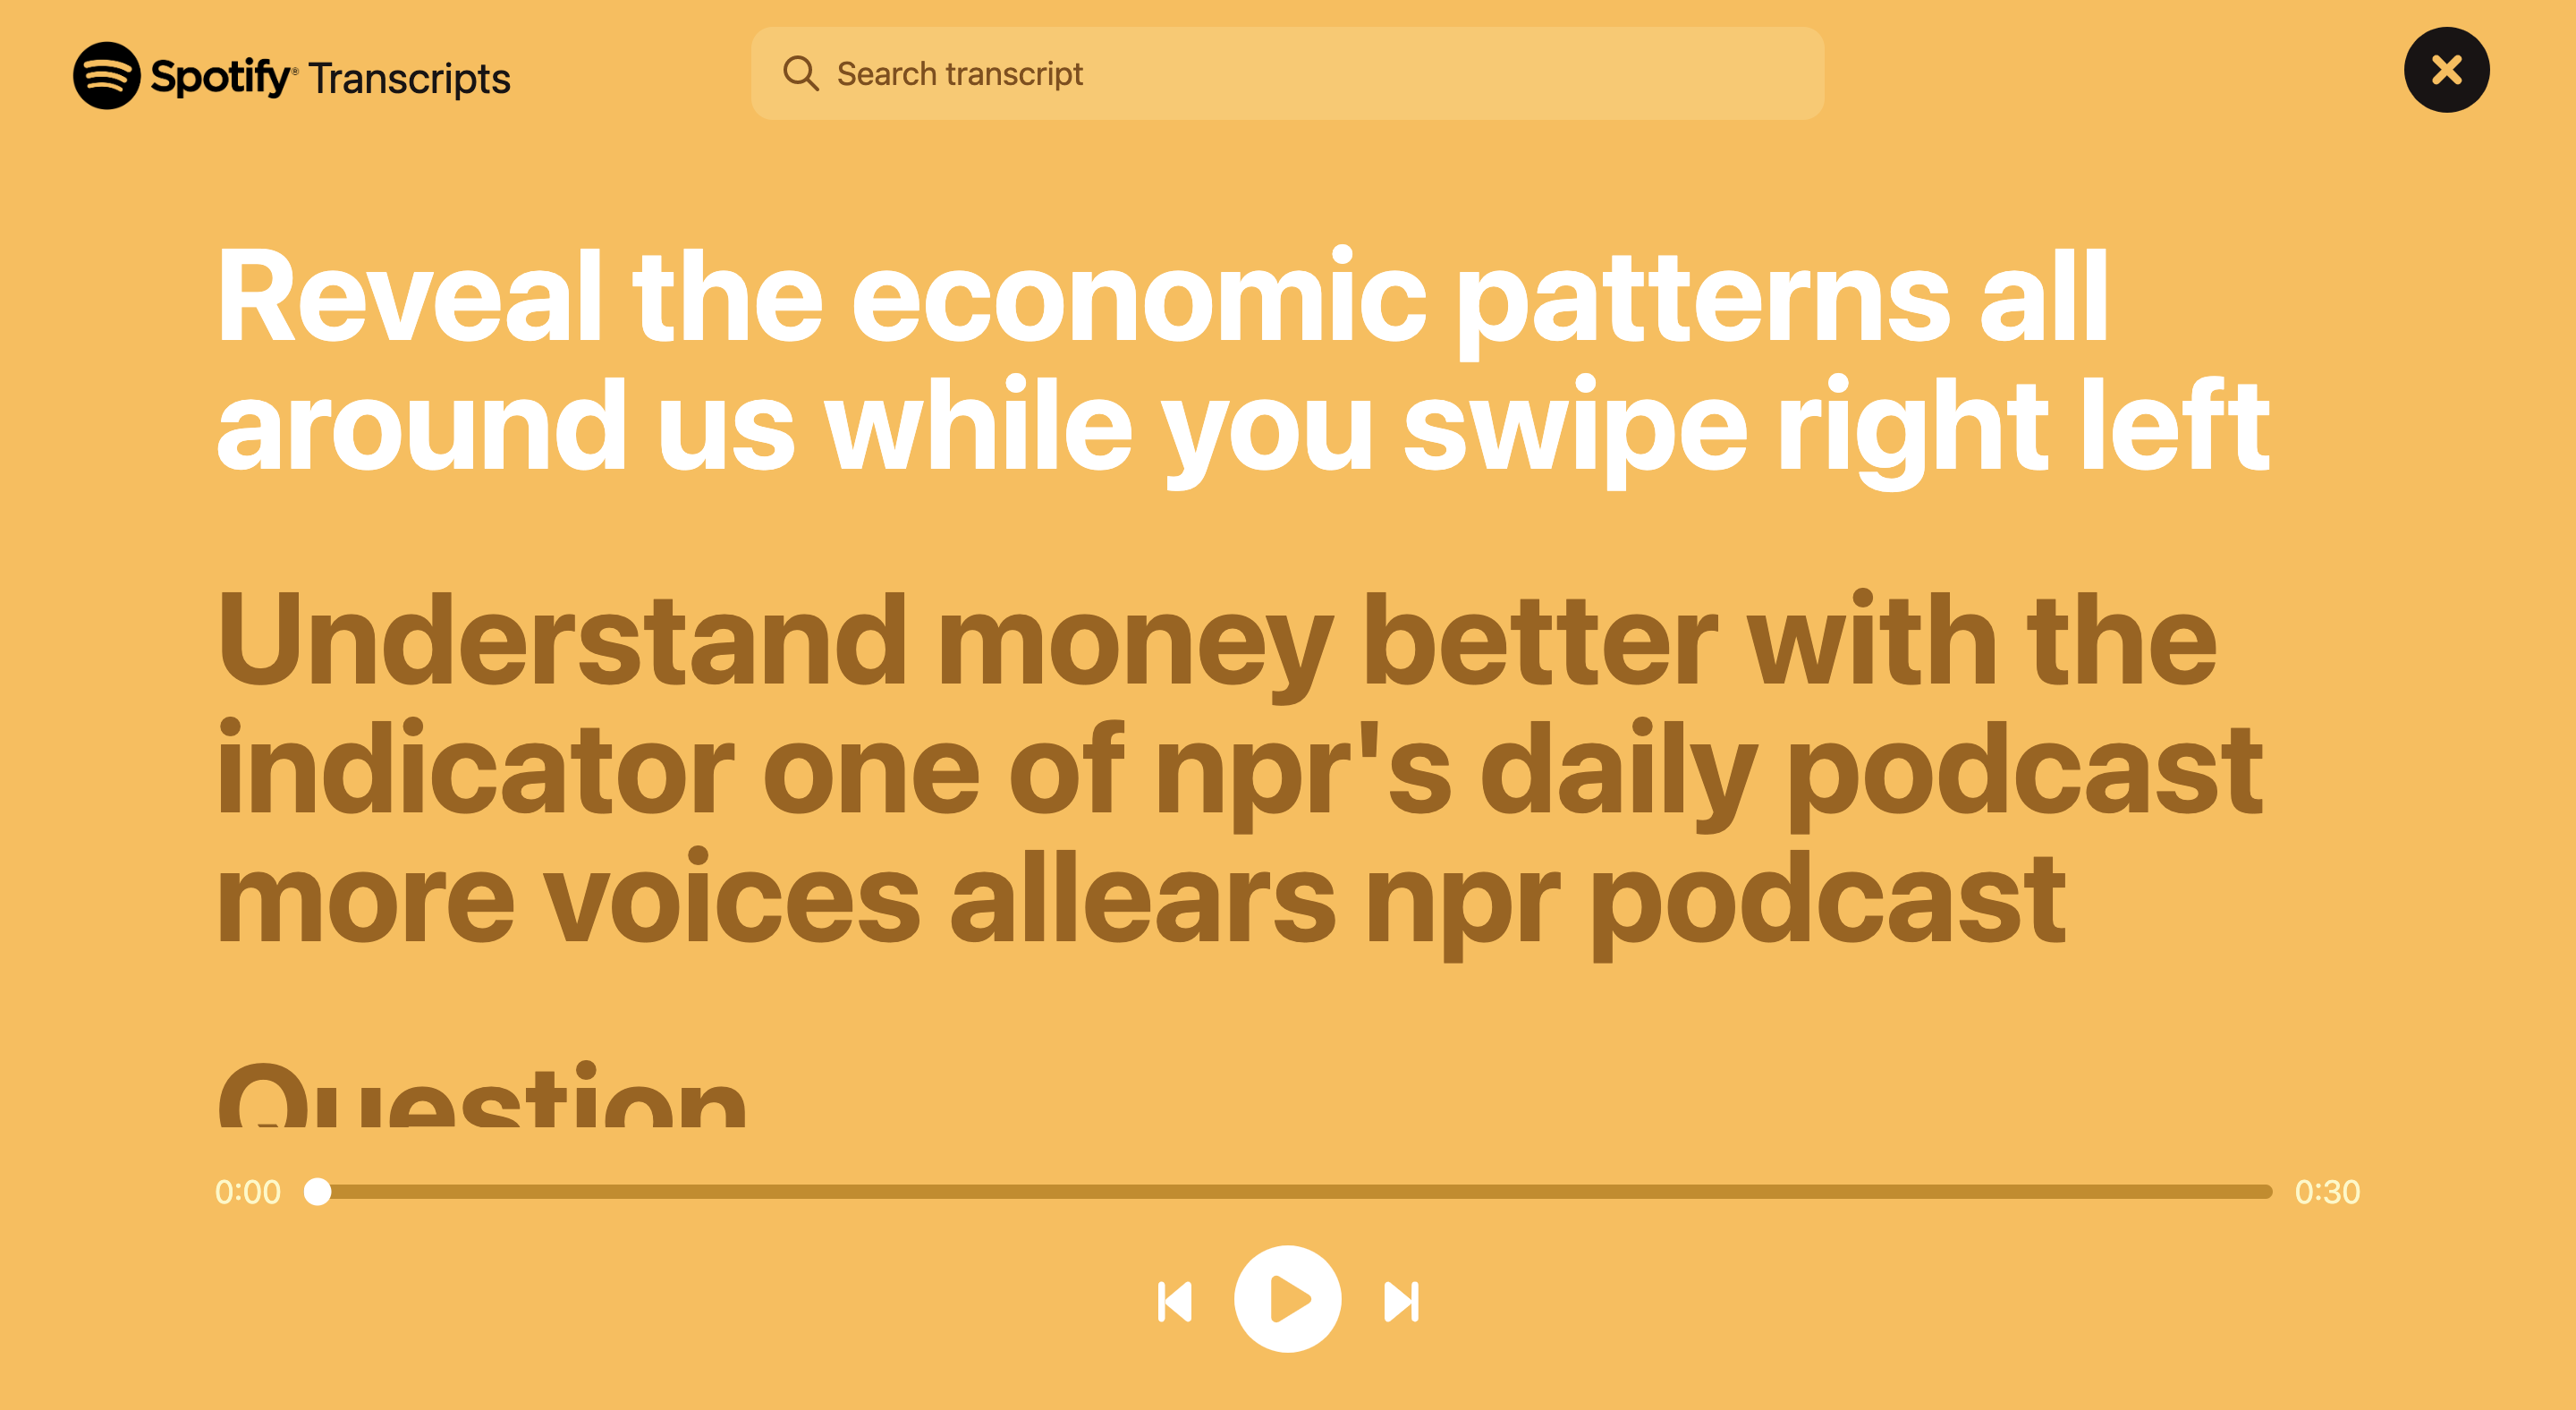 Spotify® Transcripts
Search transcript
Reveal the economic patterns all
around us while you swipe right left
Understand money better with the
indicator one of npr's daily podcast
more voices allears npr podcast
Question
0:00
0:30